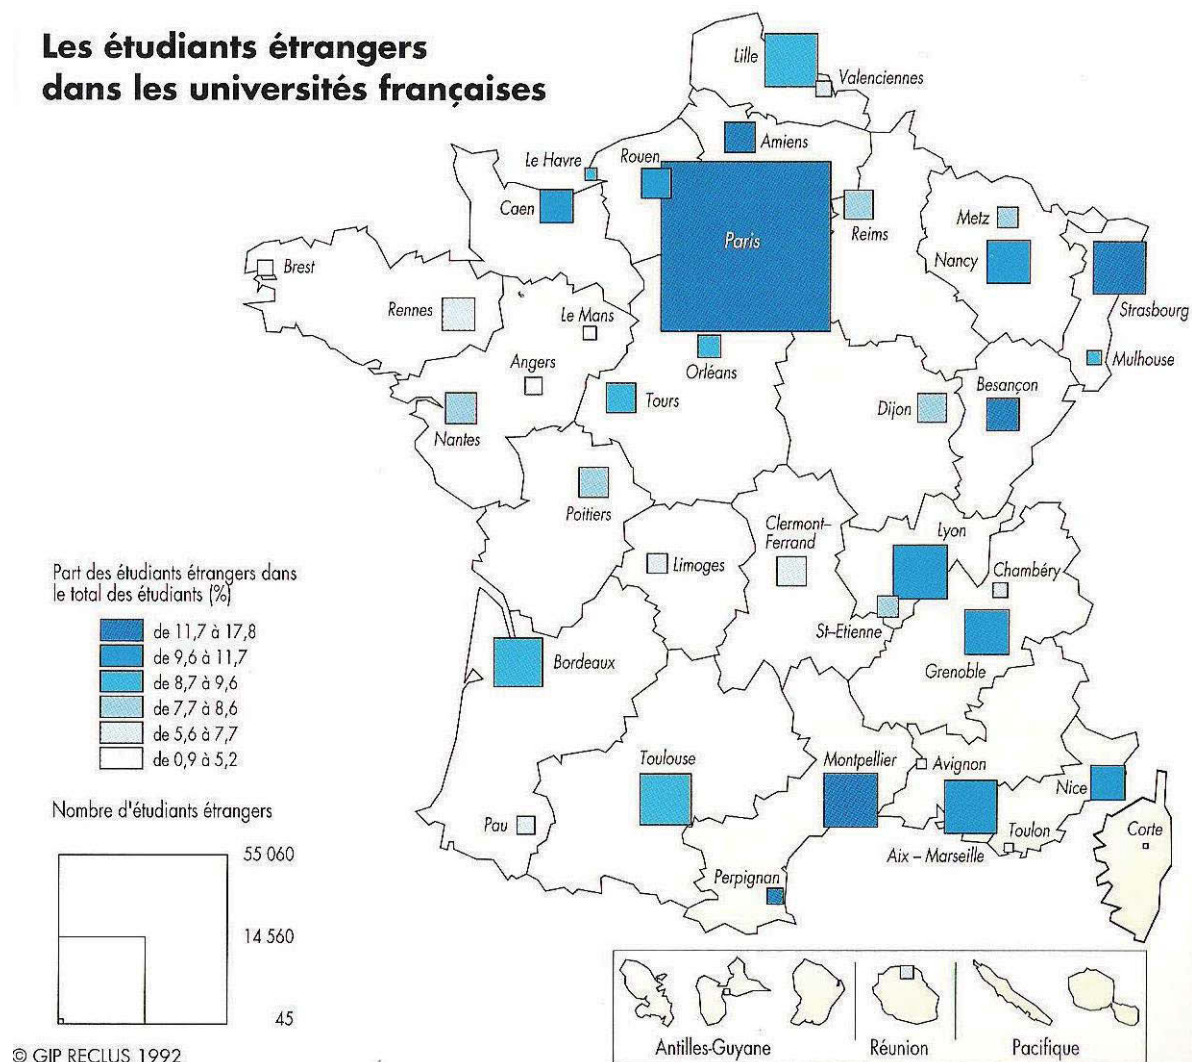 Les étudiants étrangers
dans les universités françaises
Lille
Valenciennes
Amiens
Le Havre
Rouen
Caen
Paris
Reims
Metz
Nancy
Strasbourg
Brest
Rennes
Le Mans
Angers
Orléans
Mulhouse
Besançon
Tours
Dijon
Nantes
Poitiers
Clermont–
Ferrand
Lyon
Limoges
Chambéry
St–Etienne
Grenoble
Bordeaux
Part des étudiants étrangers dans
le total des étudiants (%)
de 11,7 à 17,8
de 9,6 à 11,7
de 8,7 à 9,6
de 7,7 à 8,6
de 5,6 à 7,7
de 0,9 à 5,2
Toulouse
Montpellier
Avignon
Nice
Pau
Toulon
Corte
Aix – Marseille
Perpignan
Nombre d'étudiants étrangers
55 060
14 560
45
Antilles-Guyane
Réunion
Pacifique
© GIP RECLUS 1992